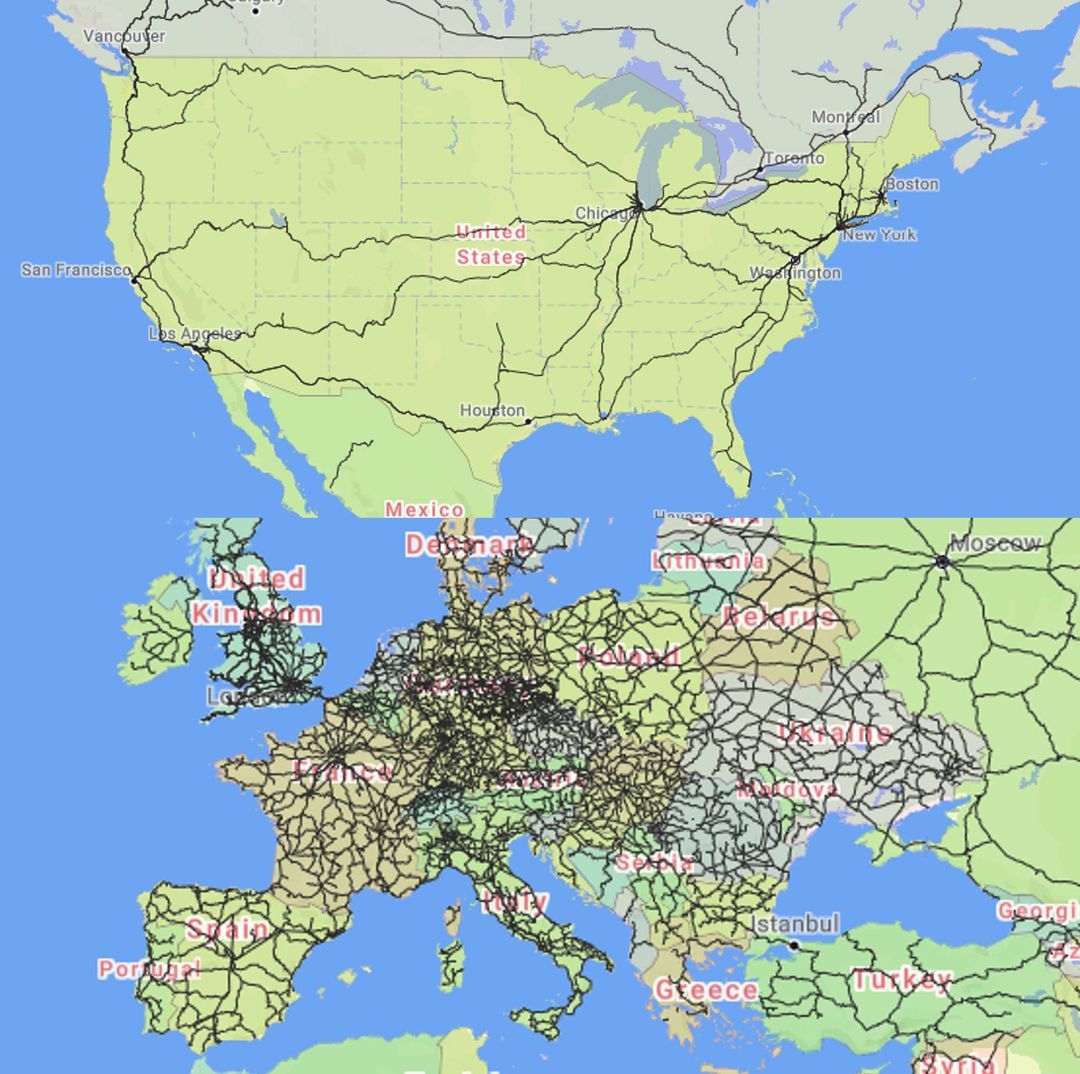 Vancouver
Montreal
Toronto
Boston
Chicago
New York
United
States
Washington
San Francisco
Los Angeles
Houston
Mexico
Havana
Denmark
Moscow
Lithuania
United
Kingdom
Belarus
Poland
London
Germany
Ukraine
France
Austria
Moldova
Serbia
Italy
Georgi
Spain
Istanbul
Az
Portugal
Turkey
Greece
Syria